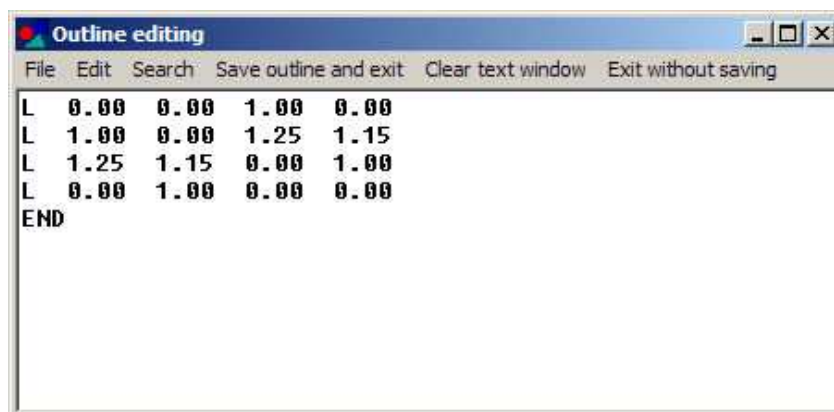 Outline editing
File Edit Search Save outline and exit Clear text window Exit without saving
L 0.00 0.00 1.00 0.00
L 1.00 0.00 1.25 1.15
L 1.25 1.15 0.00 1.00
L 0.00 1.00 0.00 0.00
END